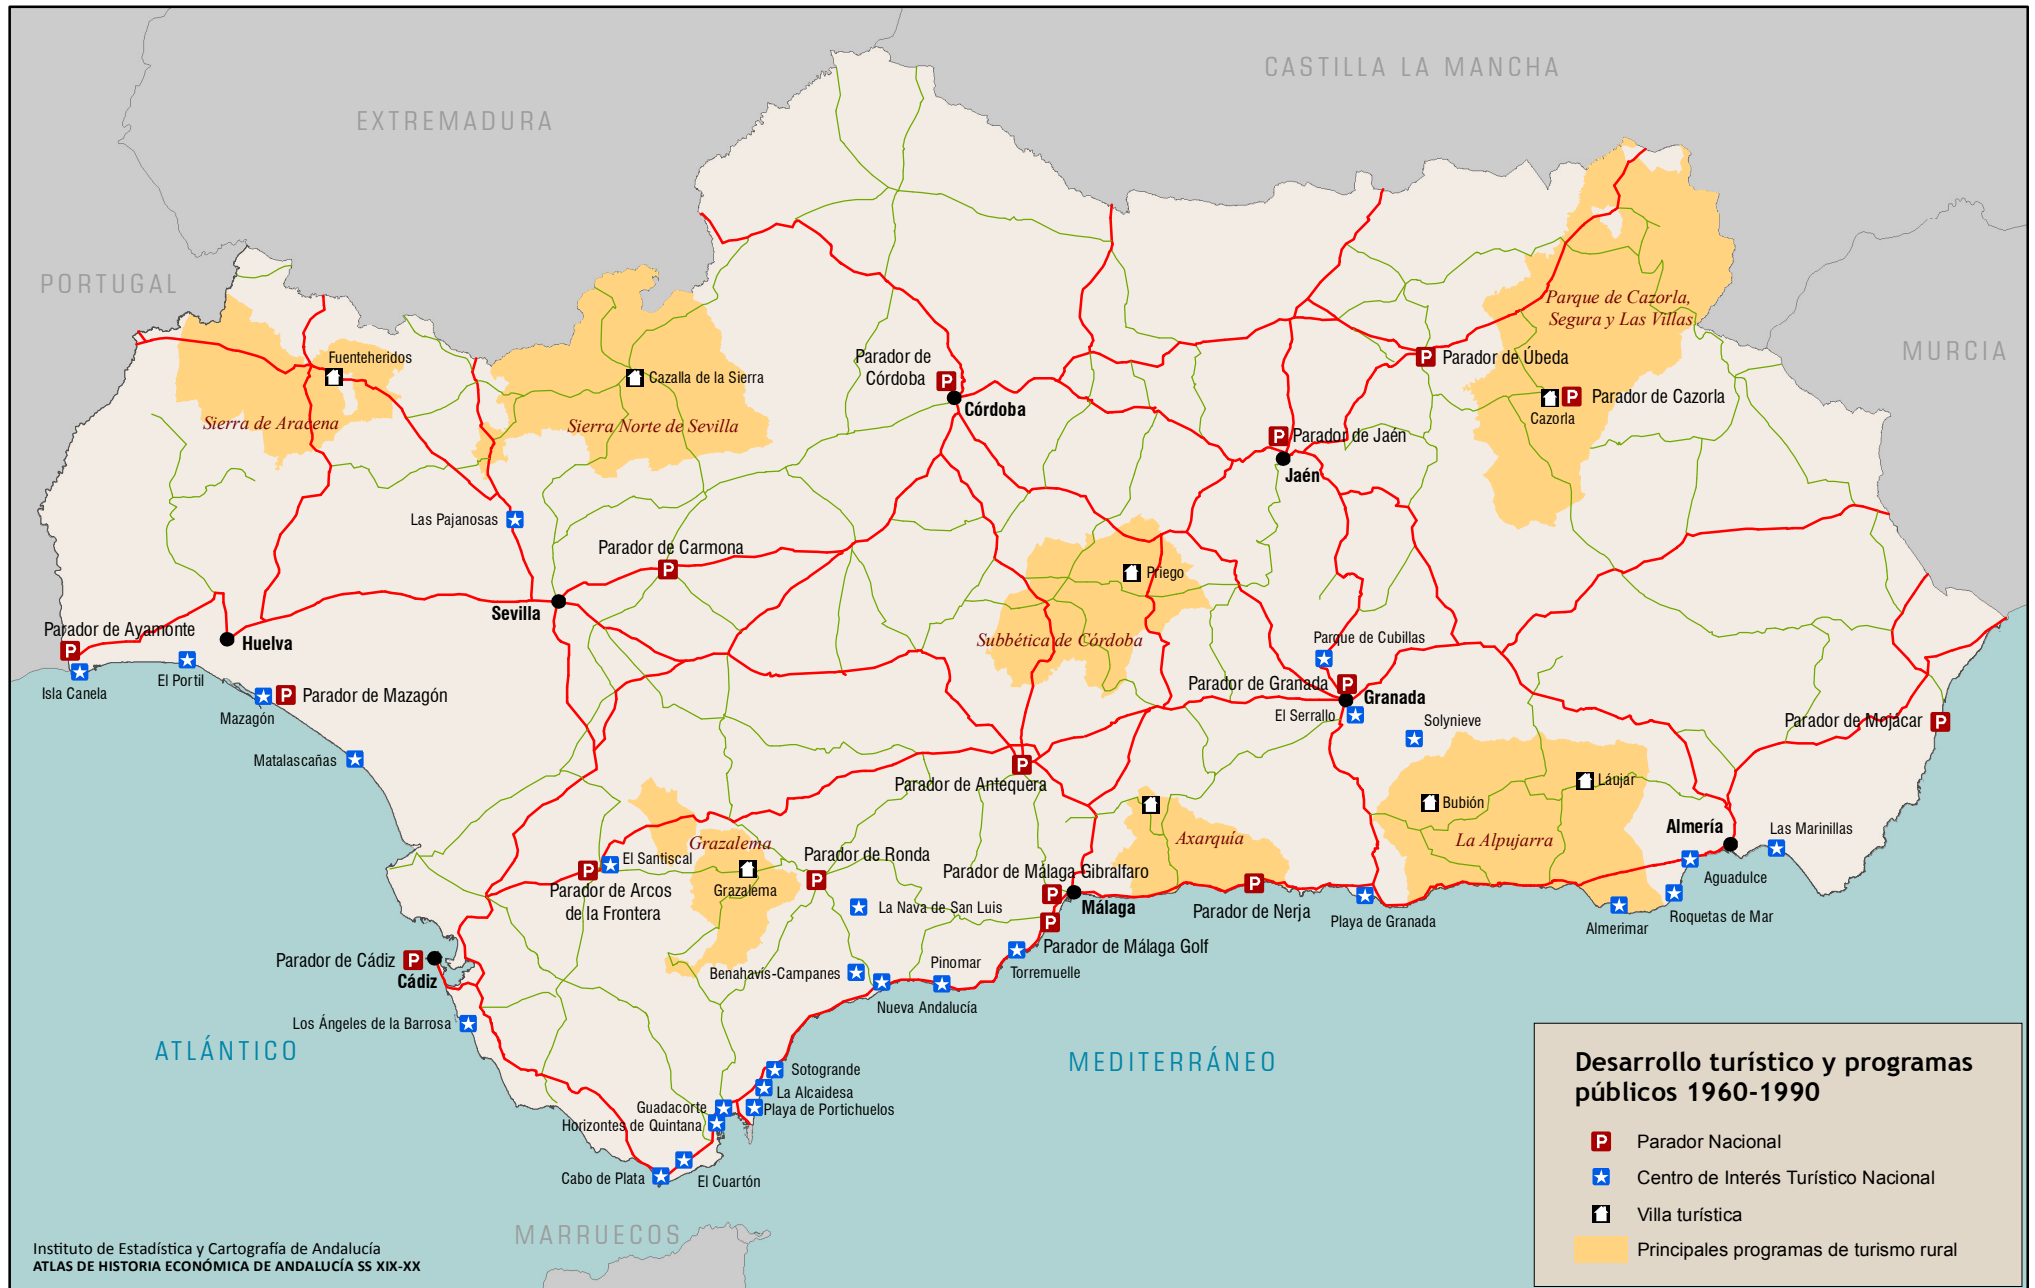 CASTILLA LA MANCHA
EXTREMADURA
PORTUGAL
MURCIA
Parque de Cazorla,
Segura y Las Villas
Fuenteheridos
Cazalla de la Sierra
Parador de
Córdoba
Parador de Úbeda
Parador de Cazorla
Cazorla
Córdoba
Sierra de Aracena
Sierra Norte de Sevilla
Parador de Jaén
Jaén
Las Pajanosas
Parador de Carmona
Priego
Sevilla
Parador de Ayamonte
Huelva
Subbética de Córdoba
Parque de Cubillas
Isla Canela
El Portil
Parador de Mazagón
Mazagón
Parador de Granada
Granada
El Serrallo
Solynieve
Parador de Mojácar
Matalascañas
Parador de Antequera
Láujar
Bubión
Almería
Las Marinillas
Axarquía
La Alpujarra
Grazalema
El Santiscal
Parador de Ronda
Parador de Arcos
de la Frontera
Grazalema
Parador de Málaga Gibralfaro
Málaga
Aguadulce
La Nava de San Luis
Parador de Nerja
Playa de Granada
Roquetas de Mar
Almerimar
Parador de Málaga Golf
Parador de Cádiz
Cádiz
Benahavís-Campanes
Pinomar
Torremuelle
Nueva Andalucía
Los Ángeles de la Barrosa
ATLÁNTICO
MEDITERRÁNEO
Sotogrande
La Alcaidesa
Guadacorte
Playa de Portichuelos
Horizontes de Quintana
Cabo de Plata
El Cuartón
MARRUECOS
Desarrollo turístico y programas
públicos 1960-1990
P Parador Nacional
Centro de Interés Turístico Nacional
Villa turística
Principales programas de turismo rural
Instituto de Estadística y Cartografía de Andalucía
ATLAS DE HISTORIA ECONÓMICA DE ANDALUCÍA SS XIX-XX